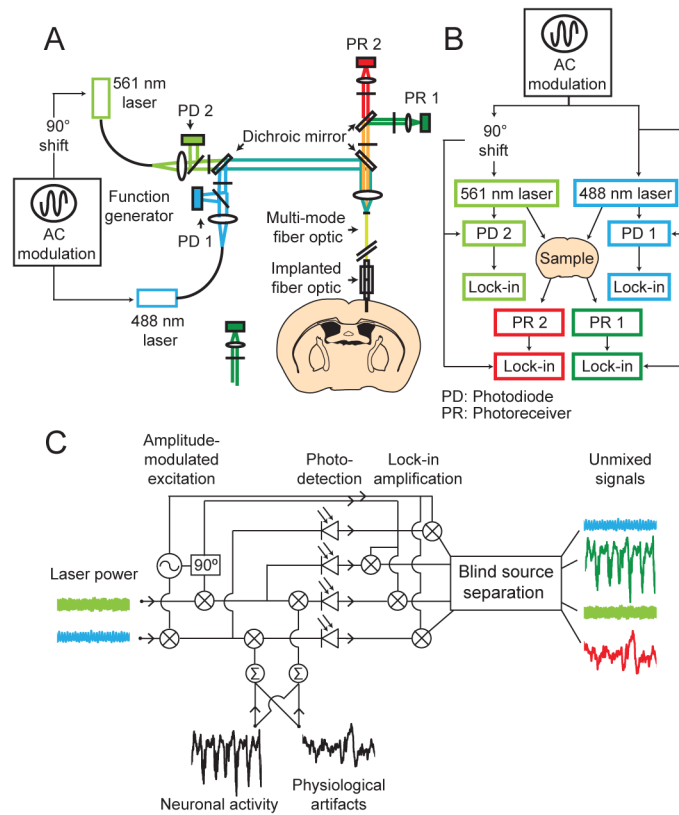 A
561 nm
laser
PD 2
PR 2
PR 1
90°
shift
Dichroic mirror
Function
generator
AC
modulation
PD 1
488 nm
laser
Multi-mode
fiber optic
Implanted
fiber optic
B
AC
modulation
90°
shift
561 nm laser
488 nm laser
PD 2
PD 1
Sample
Lock-in
Lock-in
PR 2
PR 1
Lock-in
Lock-in
PD: Photodiode
PR: Photoreceiver
C
Amplitude-
modulated
excitation
Photo-
detection
Lock-in
amplification
Unmixed
signals
Laser power
90º
Blind source
separation
Σ
Σ
Neuronal activity
Physiological
artifacts